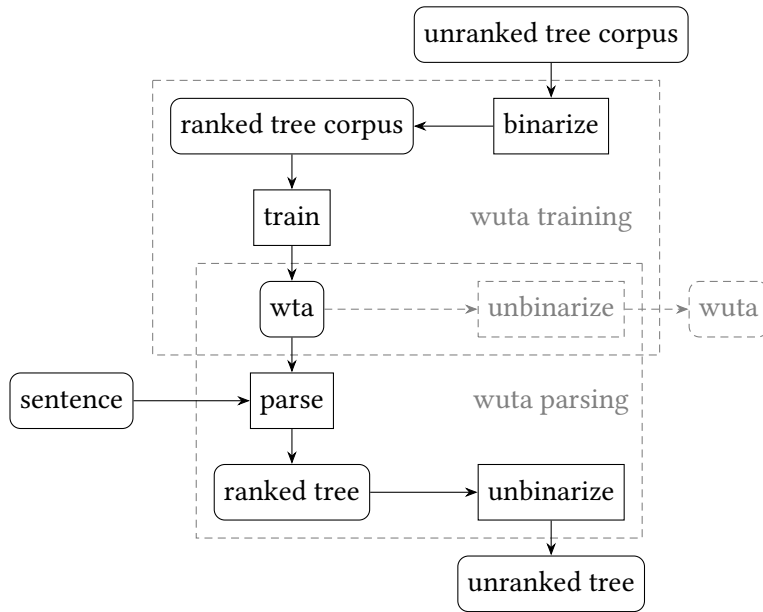 unranked tree corpus
ranked tree corpus
binarize
train
wuta training
wta
unbinarize
wuta
sentence
parse
wuta parsing
ranked tree
unbinarize
unranked tree